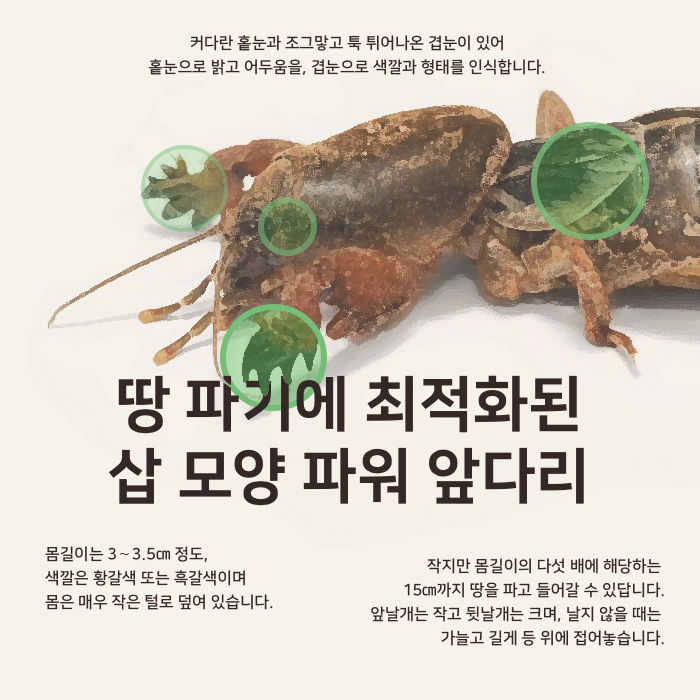 커다란 홑눈과 조그맣고 툭 튀어나온 겹눈이 있어
홑눈으로 밝고 어두움을, 겹눈으로 색깔과 형태를 인식합니다.
땅 파기에 최적화된
삽 모양 파워 앞다리
몸길이는 3~3.5㎝ 정도,
색깔은 황갈색 또는 흑갈색이며
몸은 매우 작은 털로 덮여 있습니다.
작지만 몸길이의 다섯 배에 해당하는
15㎝까지 땅을 파고 들어갈 수 있답니다.
앞날개는 작고 뒷날개는 크며, 날지 않을 때는
가늘고 길게 등 위에 접어놓습니다.